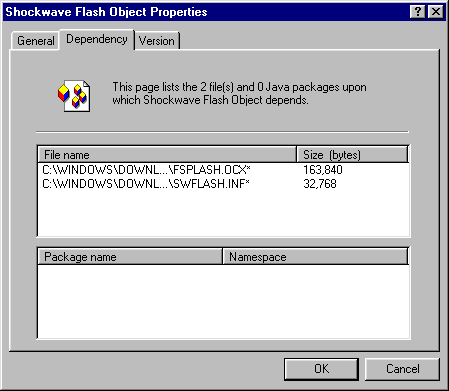 Shockwave Flash Object Properties
General Dependency Version
This page lists the 2 file(s) and 0 Java packages upon
which Shockwave Flash Object depends.
File name Size (bytes)
C:\WINDOWS\DOWNL...\FSPLASH.OCX* 163,840
C:\WINDOWS\DOWNL...\SWFLASH.INF* 32,768
Package name Namespace
OK Cancel